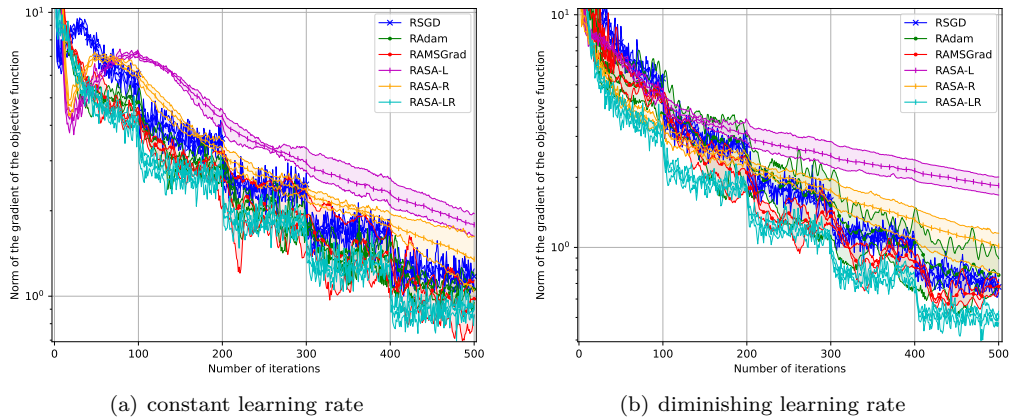 Norm of the gradient of the objective function
10¹
10⁰
0 100 200 300 400 500
Number of iterations
RSGD
RAdam
RAMSGrad
RASA-L
RASA-R
RASA-LR
(a) constant learning rate
Norm of the gradient of the objective function
10¹
10⁰
0 100 200 300 400 500
Number of iterations
RSGD
RAdam
RAMSGrad
RASA-L
RASA-R
RASA-LR
(b) diminishing learning rate